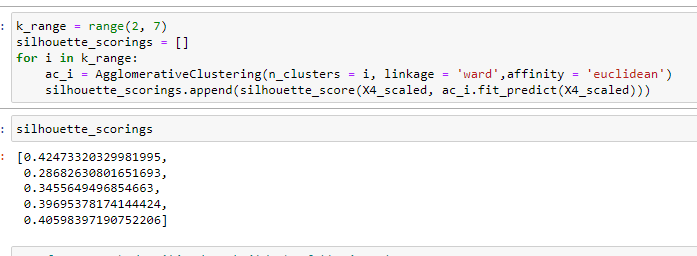 : k_range = range(2, 7)
silhouette_scorings = []
for i in k_range:
    ac_i = AgglomerativeClustering(n_clusters = i, linkage = 'ward',affinity = 'euclidean')
    silhouette_scorings.append(silhouette_score(X4_scaled, ac_i.fit_predict(X4_scaled)))
: silhouette_scorings
: [0.42473320329981995,
0.28682630801651693,
0.3455649496854663,
0.39695378174144424,
0.40598397190752206]